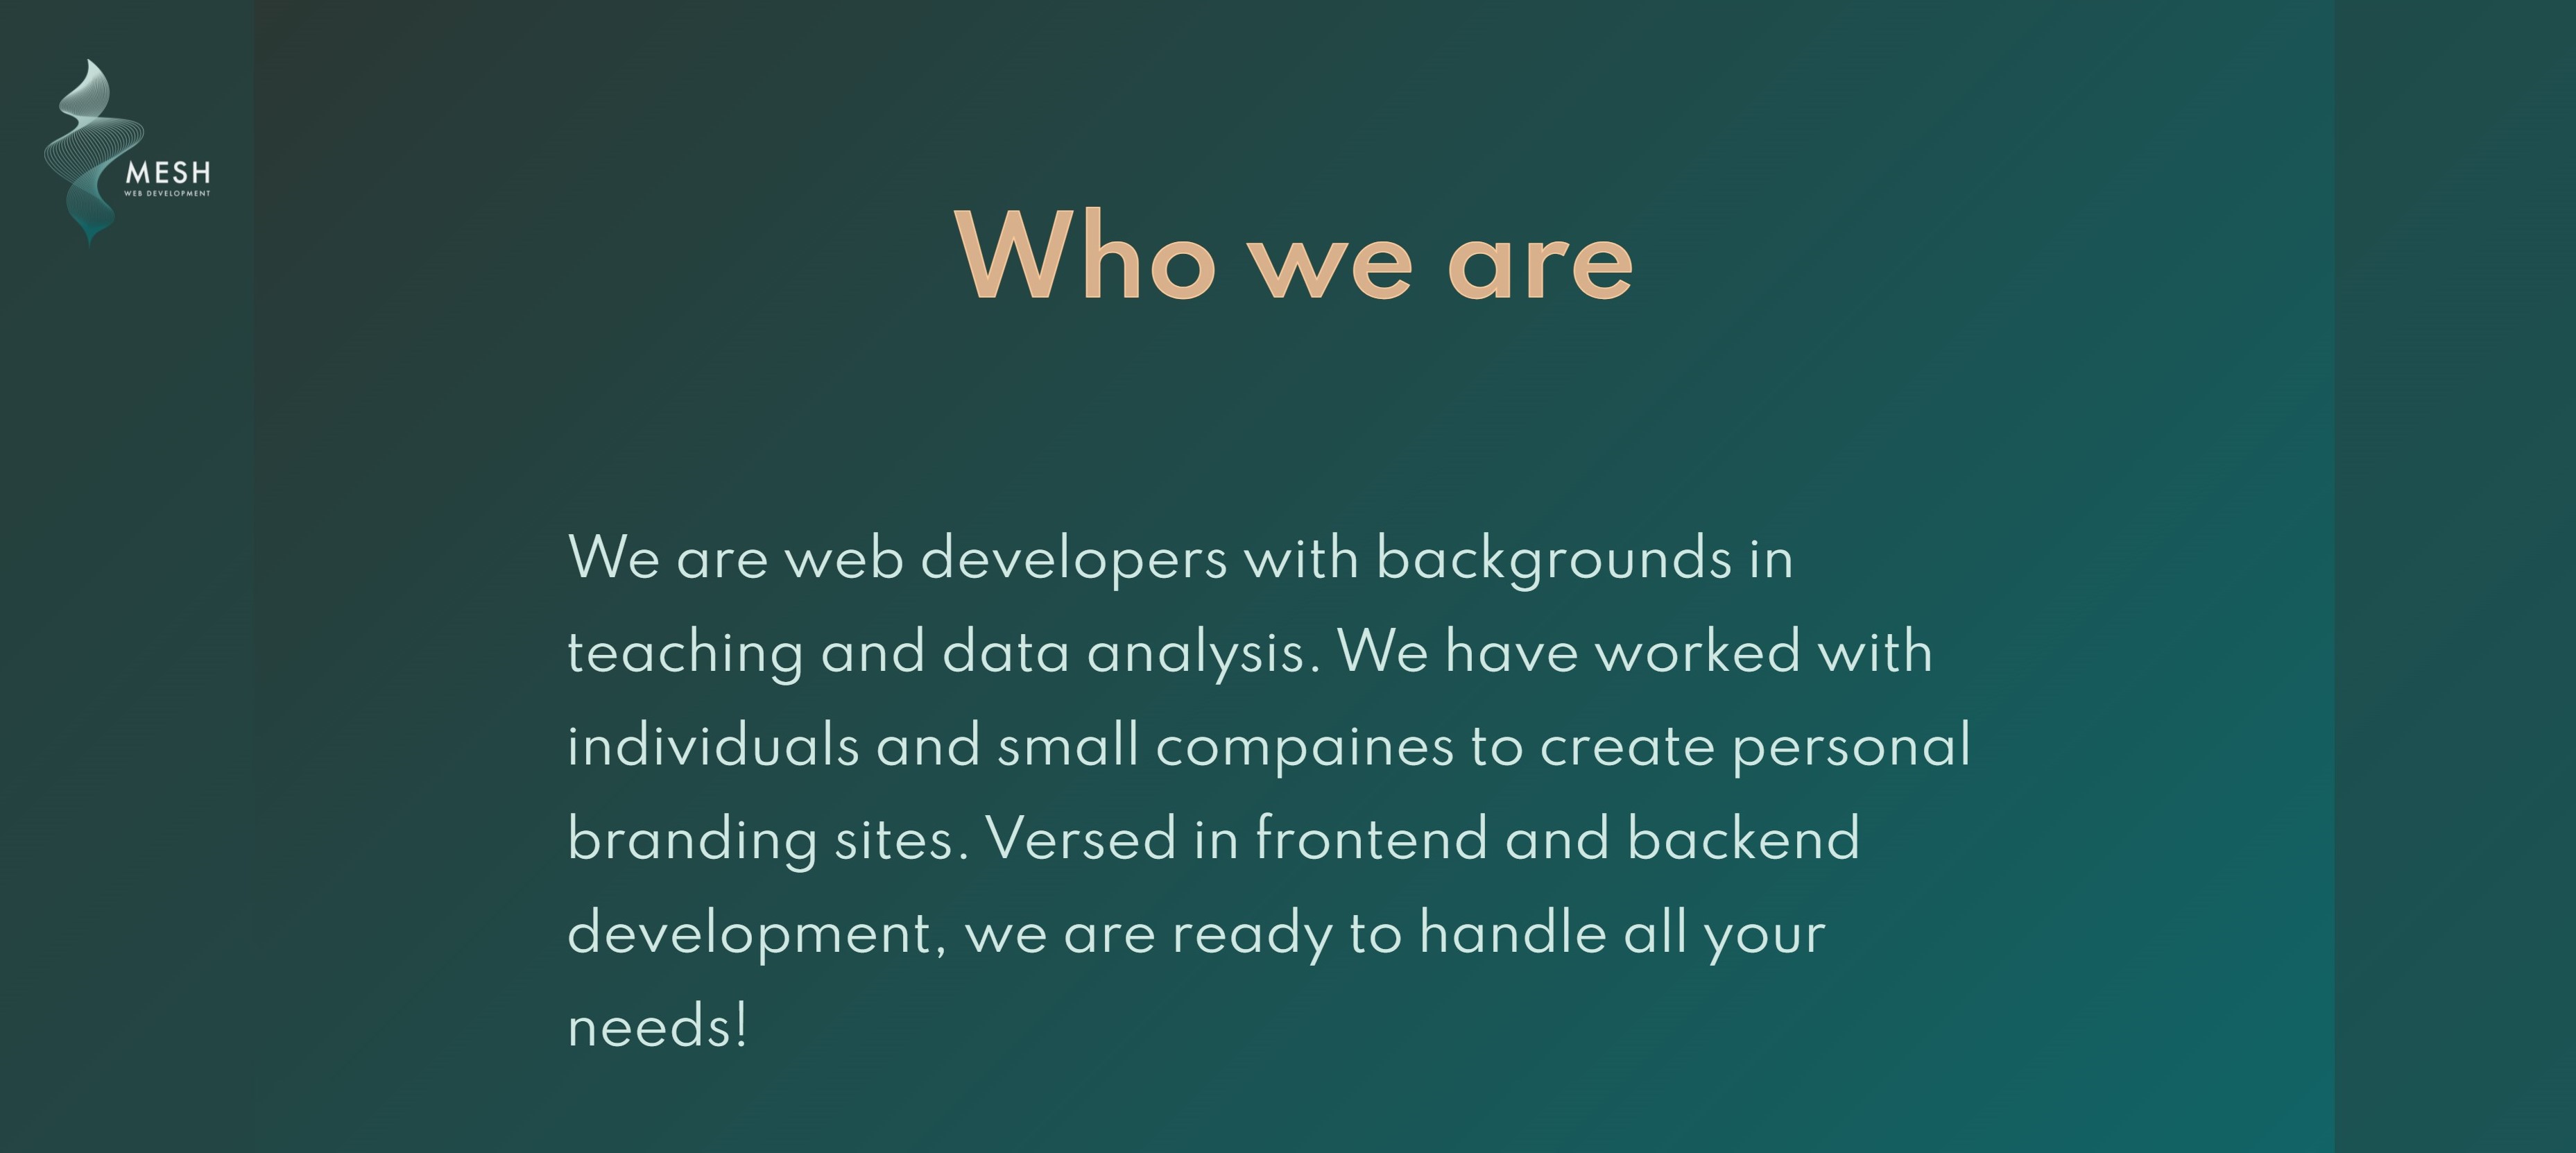 MESH
WEB DEVELOPMENT
Who we are
We are web developers with backgrounds in
teaching and data analysis. We have worked with
individuals and small compaines to create personal
branding sites. Versed in frontend and backend
development, we are ready to handle all your
needs!